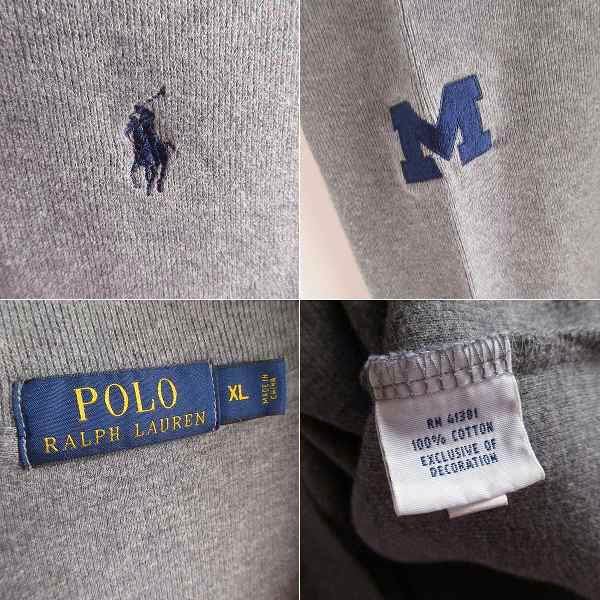 M
POLO
RALPH LAUREN
XL
MADE IN
CHINA
RN 41381
100% COTTON
EXCLUSIVE OF
DECORATION